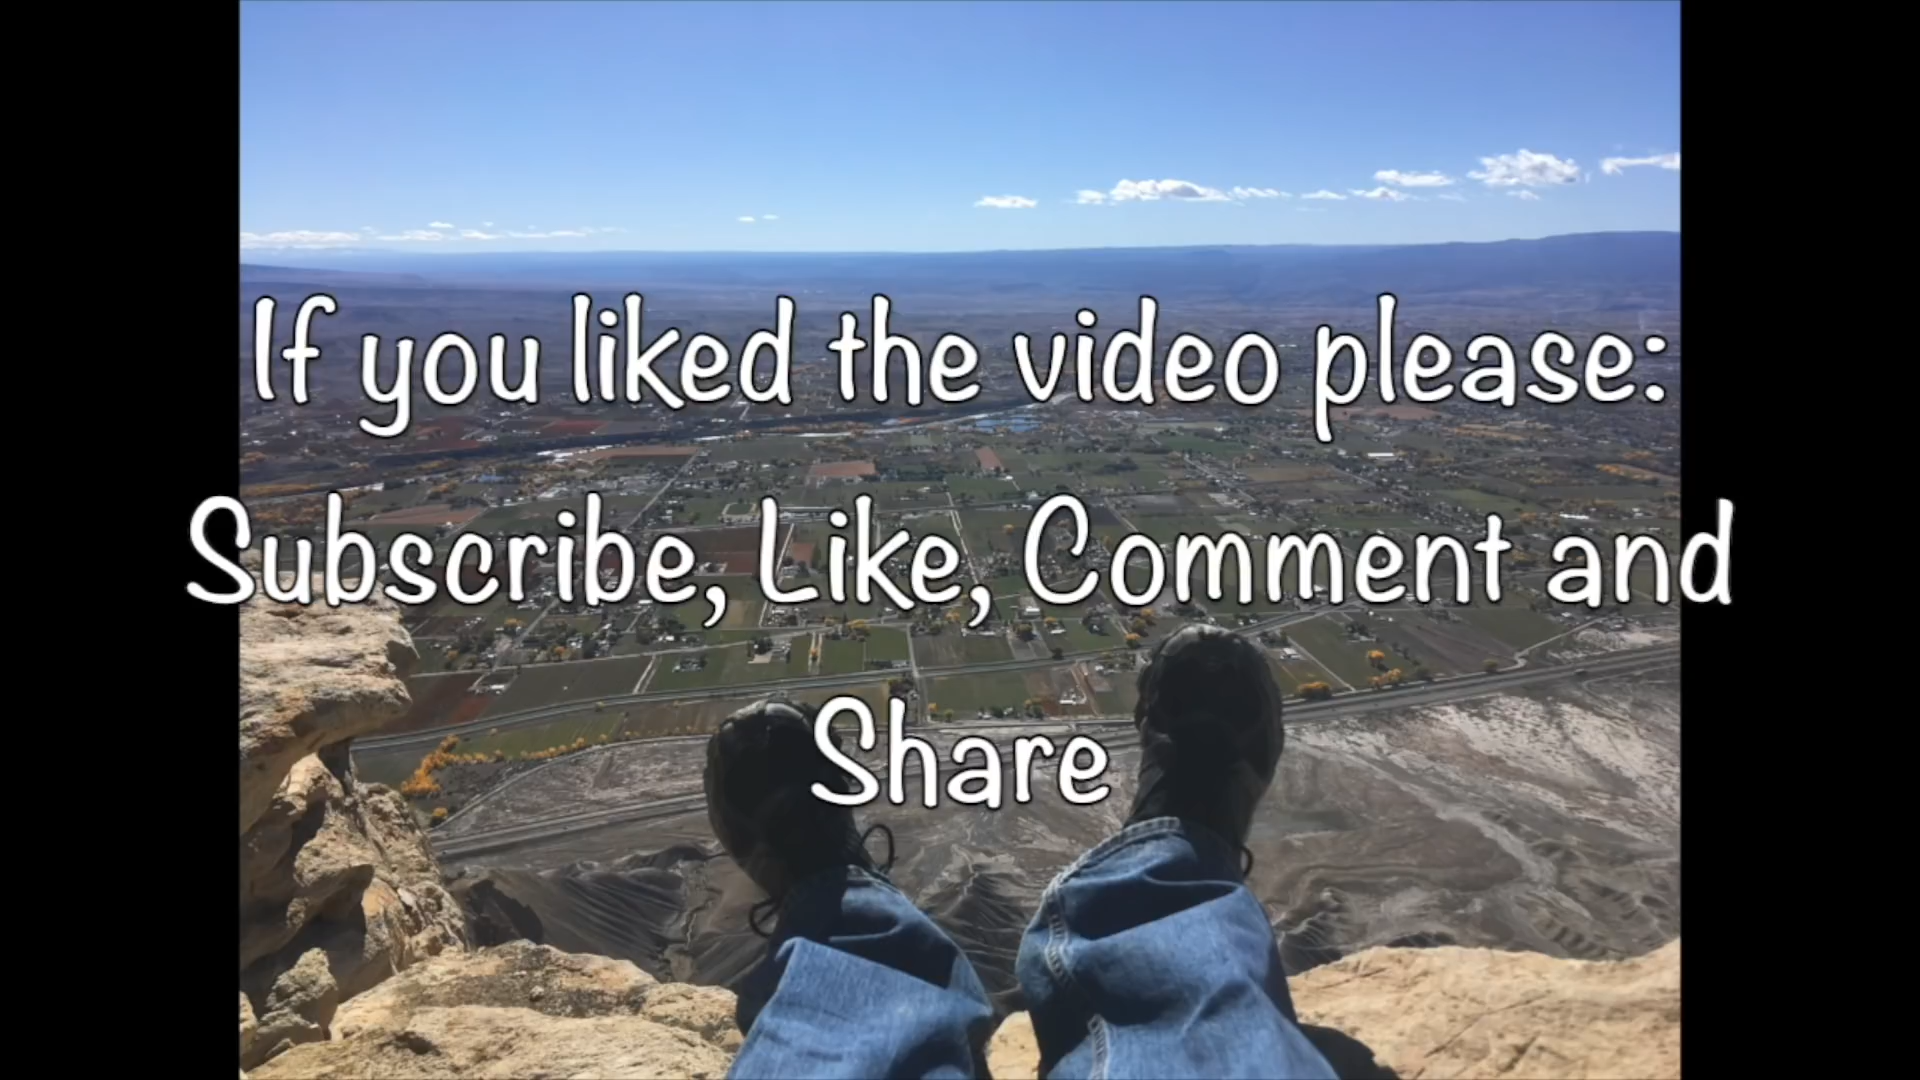 If you liked the video please:
Subscribe, Like, Comment and
Share